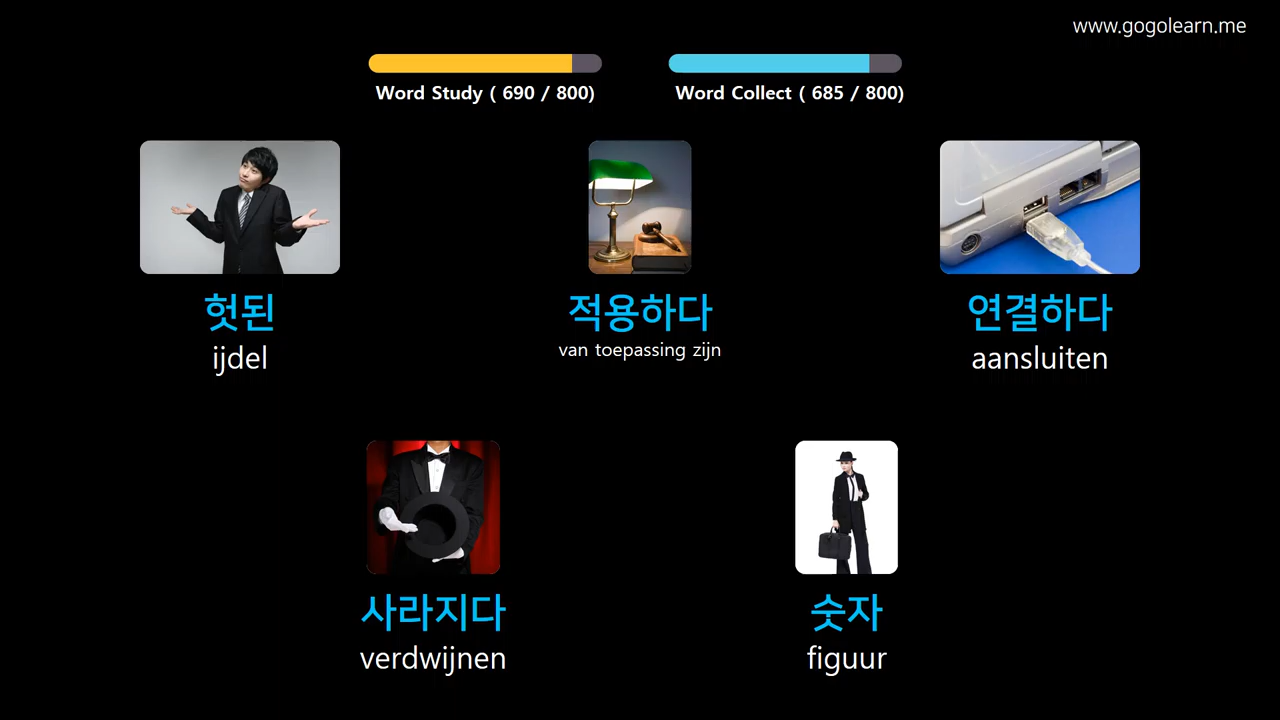 www.gogolearn.me
Word Study ( 690 / 800)
Word Collect ( 685 / 800)
헛된
ijdel
적용하다
van toepassing zijn
연결하다
aansluiten
사라지다
verdwijnen
숫자
figuur